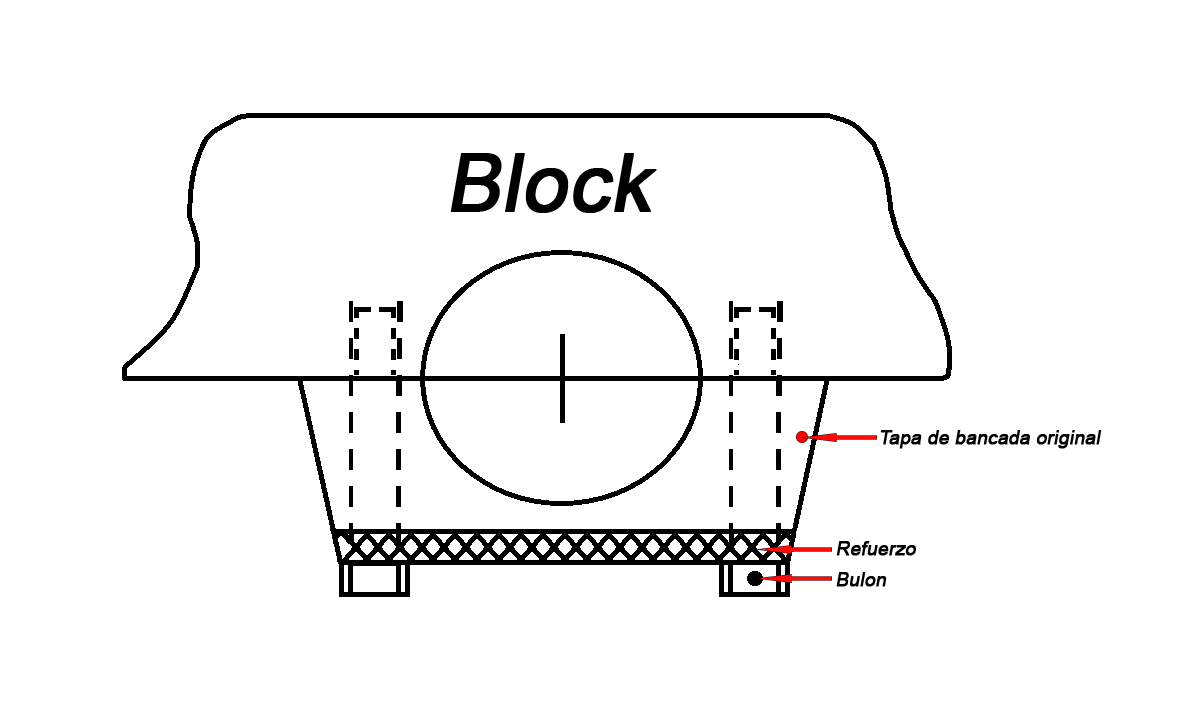 Block
Tapa de bancada original
Refuerzo
Bulon